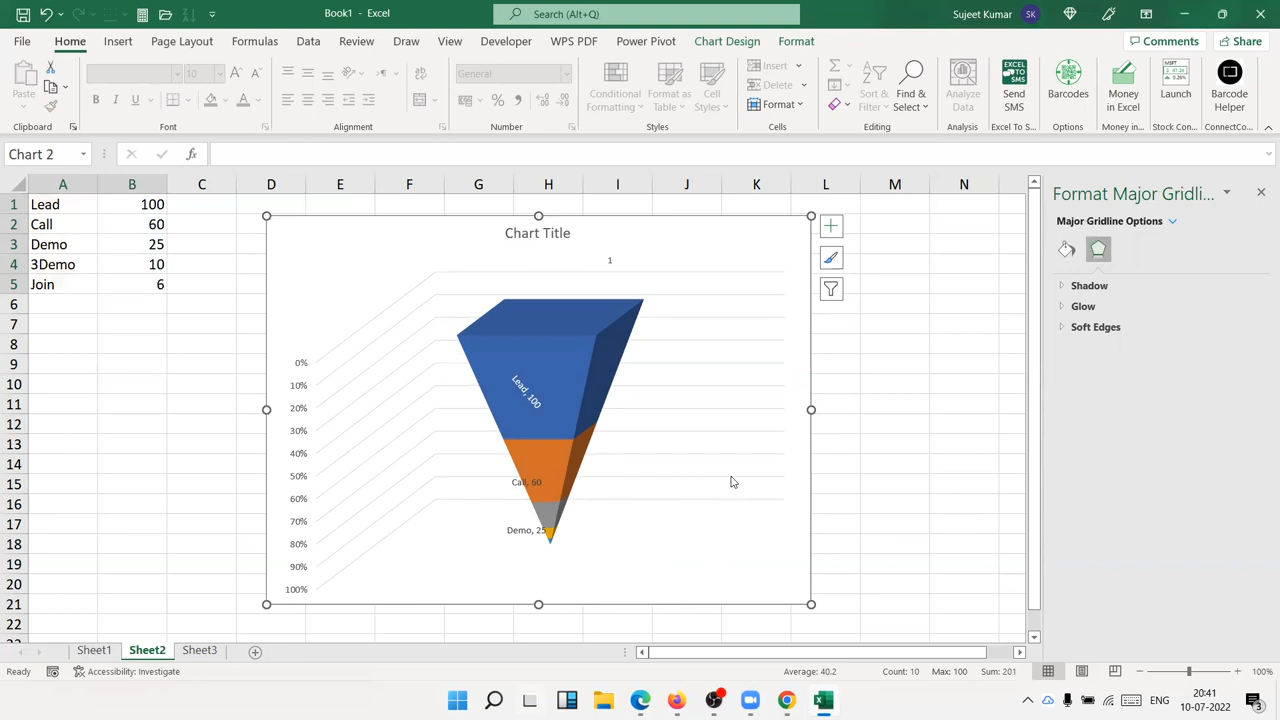 Book1 - Excel
Search (Alt+Q)
Sujeet Kumar
SK
File
Home
Insert
Page Layout
Formulas
Data
Review
Draw
View
Developer
WPS PDF
Power Pivot
Chart Design
Format
Comments
Share
Paste
10
General
Conditional Formatting
Format as Table
Cell Styles
Insert
Delete
Format
Sort & Filter
Find & Select
Analyze Data
Send SMS
Barcodes
Money in Excel
Launch
Barcode Helper
Clipboard
Font
Alignment
Number
Styles
Cells
Editing
Analysis
Excel To S...
Options
Money in...
Stock Con...
ConnectCo...
Chart 2
fx
A B C D E F G H I J K L M N
1 Lead 100
2 Call 60
3 Demo 25
4 3Demo 10
5 Join 6
6
7
8
9
10
11
12
13
14
15
16
17
18
19
20
21
22
Chart Title
1
0%
10%
20%
30%
40%
50%
60%
70%
80%
90%
100%
Lead, 100
Call, 60
Demo, 25
Format Major Gridli...
Major Gridline Options
Shadow
Glow
Soft Edges
Sheet1
Sheet2
Sheet3
Ready
Accessibility: Investigate
Average: 40.2
Count: 10
Max: 100
Sum: 201
100%
ENG
20:41
10-07-2022
3